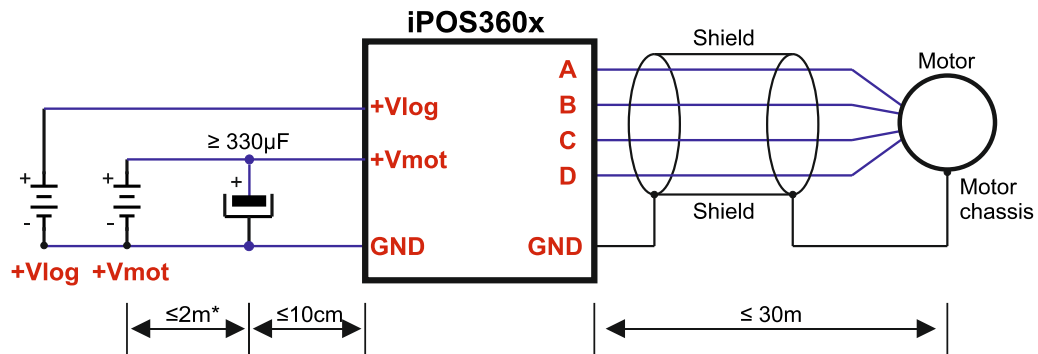 iPOS360x
Shield
Motor
A
B
C
D
+Vlog
≥ 330µF
+Vmot
+
+
+
-
-
Shield
Motor
chassis
GND
GND
+Vlog
+Vmot
≤2m*
≤10cm
≤ 30m